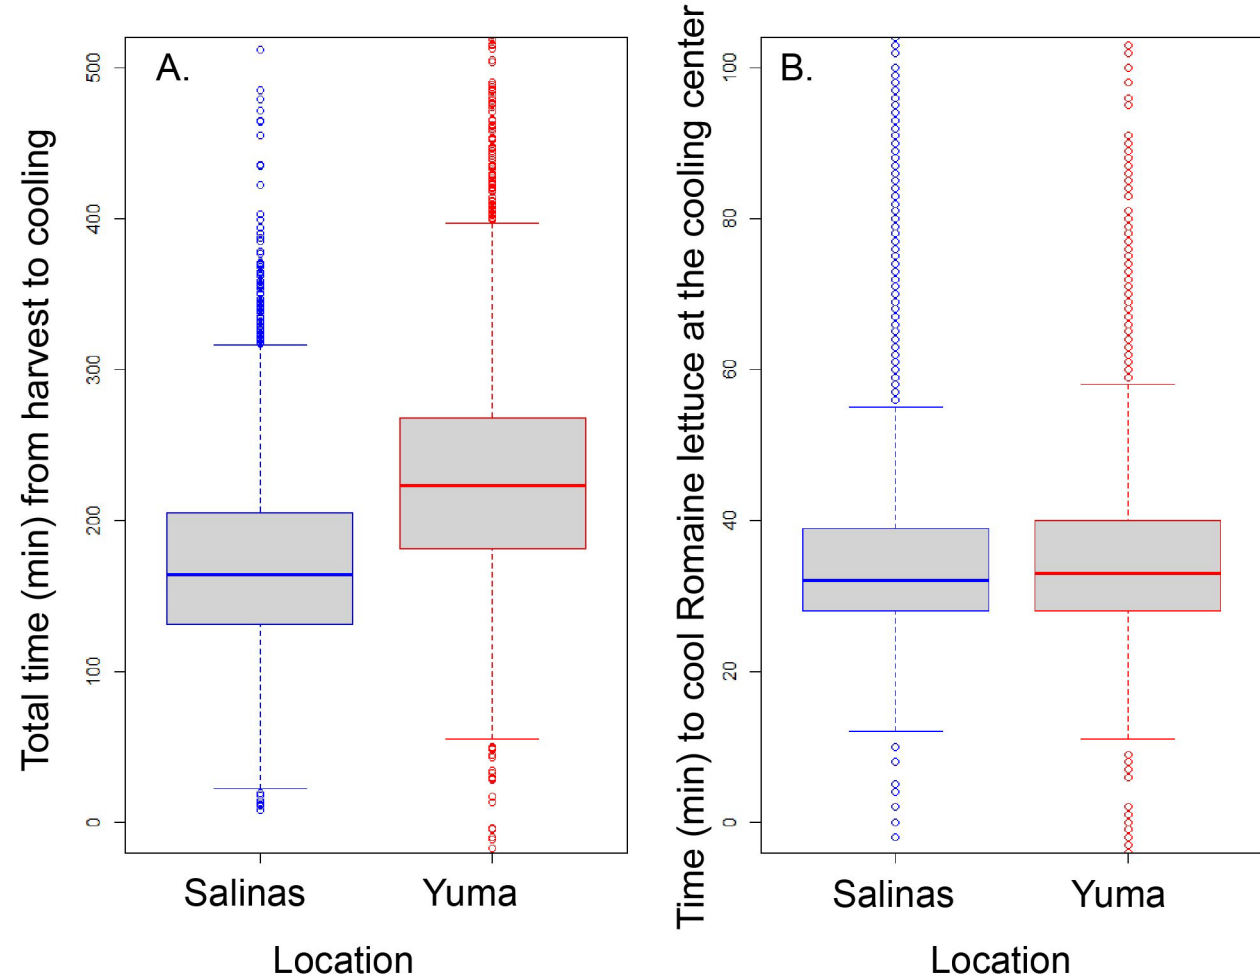 A.
Total time (min) from harvest to cooling
500
400
300
200
100
0
Salinas
Yuma
Location
B.
Time (min) to cool Romaine lettuce at the cooling center
100
80
60
40
20
0
Salinas
Yuma
Location